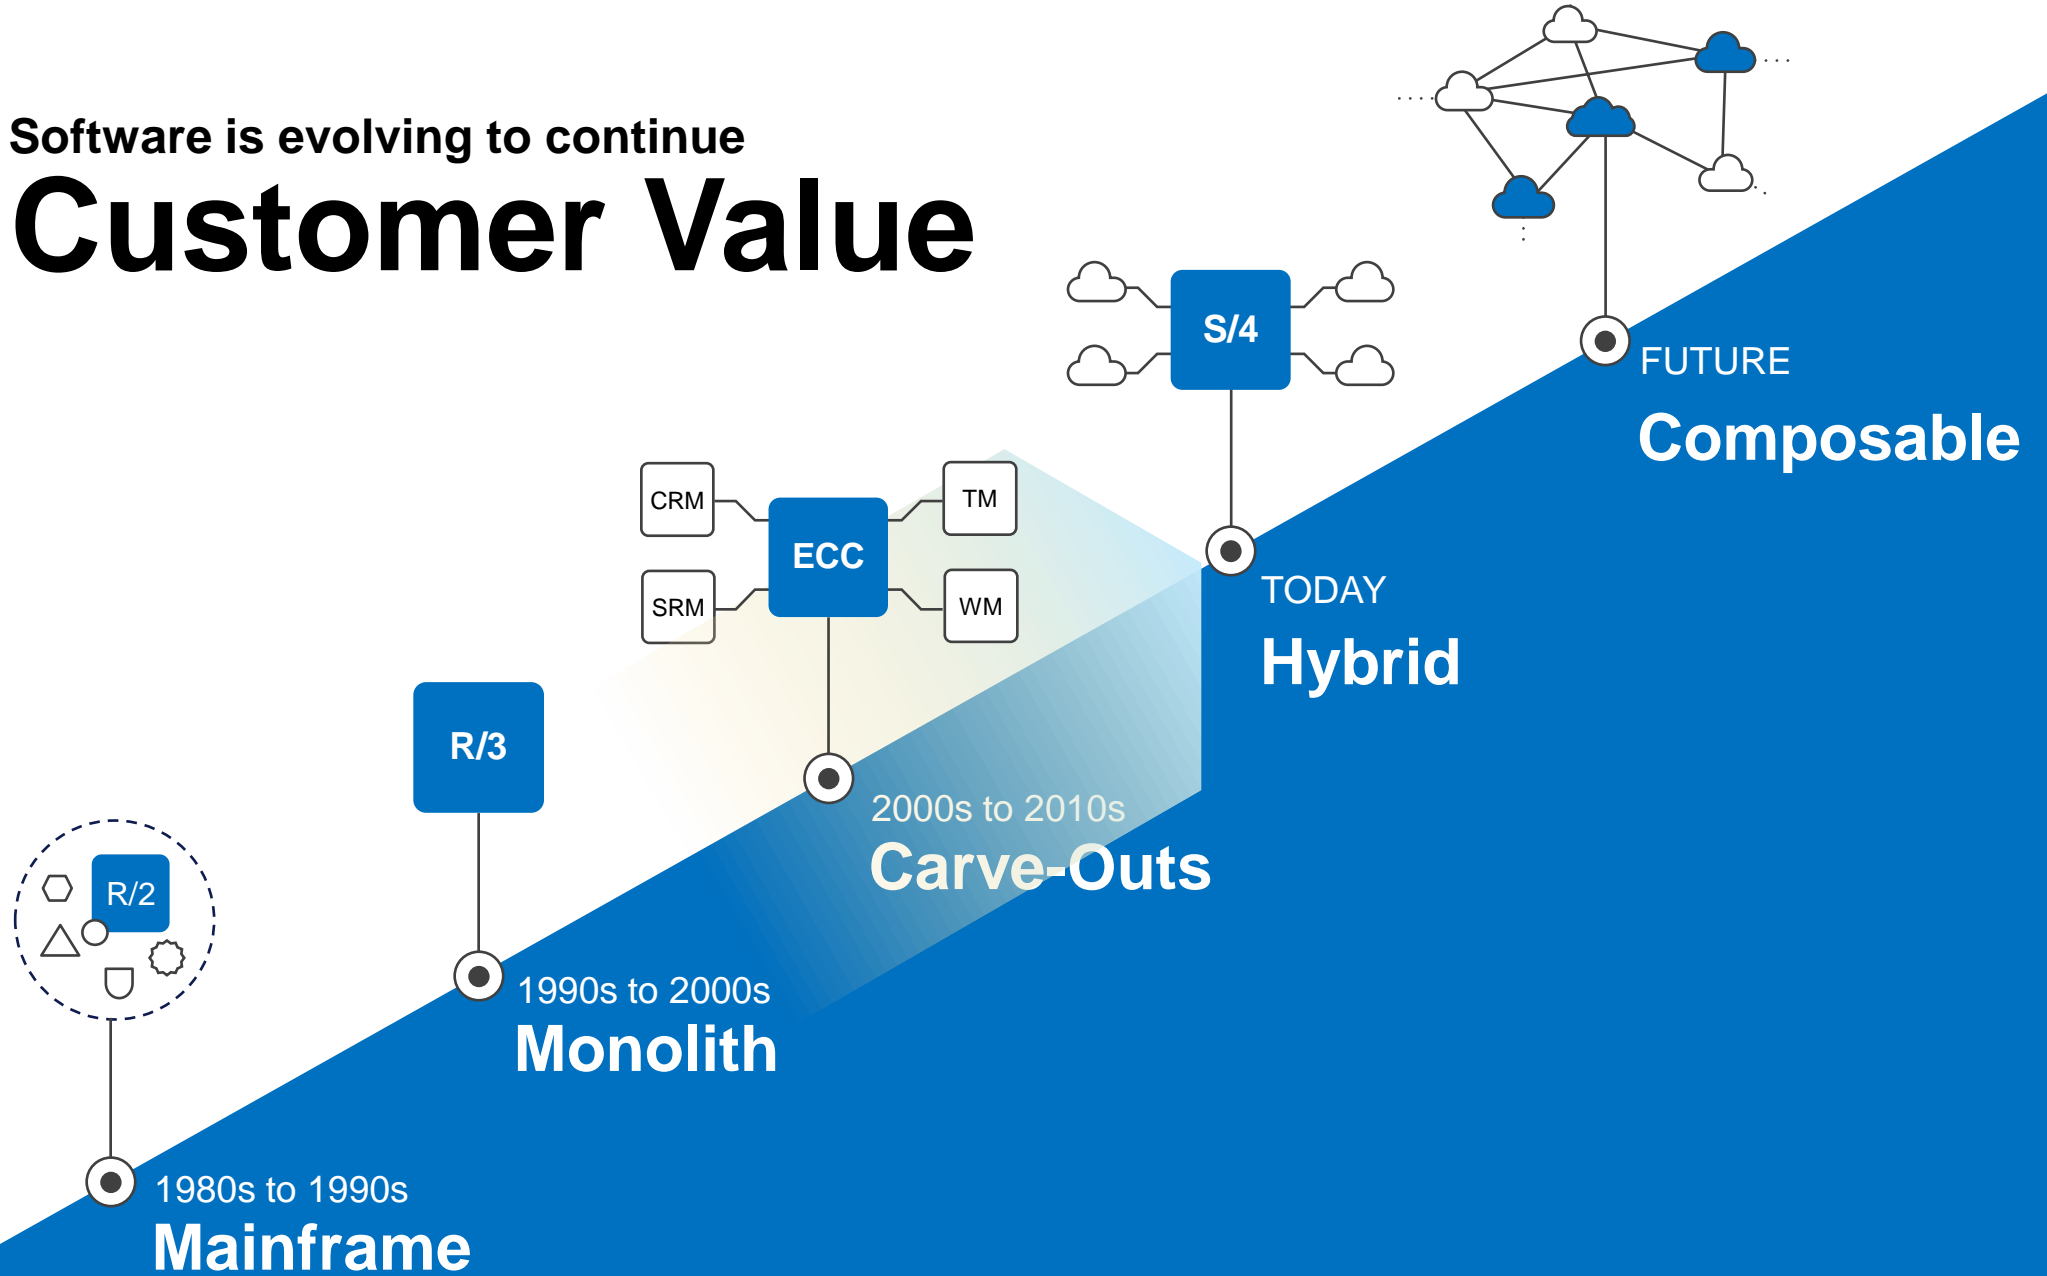 Software is evolving to continue
Customer Value
S/4
FUTURE
Composable
CRM
TM
ECC
SRM
WM
TODAY
Hybrid
R/3
2000s to 2010s
Carve-Outs
R/2
1990s to 2000s
Monolith
1980s to 1990s
Mainframe